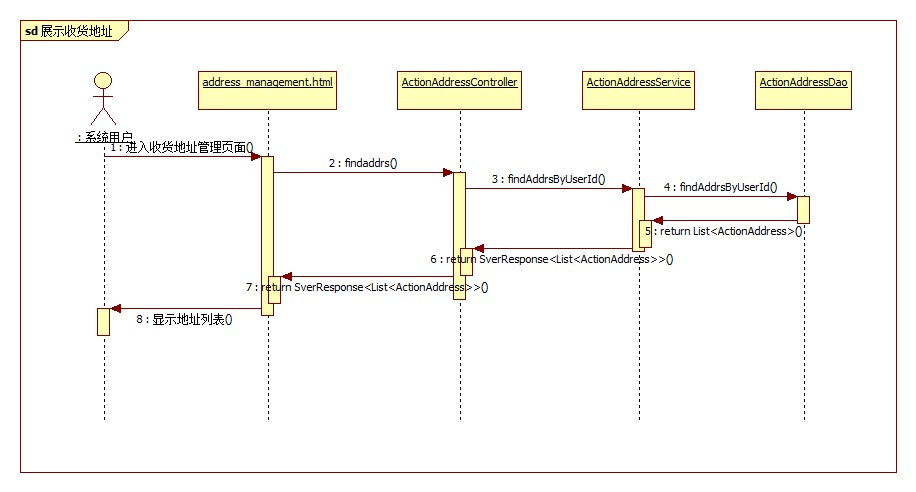 sd 展示收货地址
address_management.html
ActionAddressController
ActionAddressService
ActionAddressDao
: 系统用户
1 : 进入收货地址管理页面()
2 : findaddrs()
3 : findAddrsByUserId()
4 : findAddrsByUserId()
5 : return List<ActionAddress>()
6 : return SverResponse<List<ActionAddress>>()
7 : return SverResponse<List<ActionAddress>>()
8 : 显示地址列表()